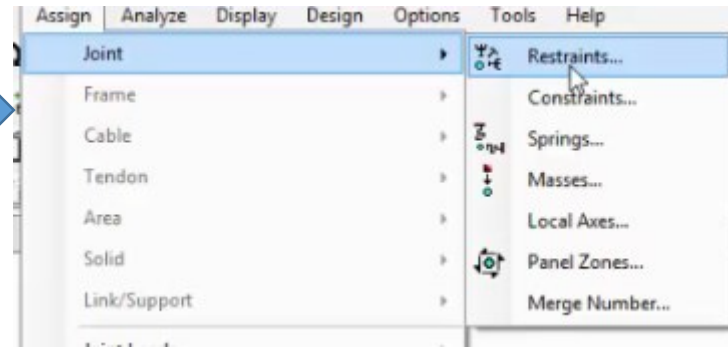 Assign Analyze Display Design Options Tools Help
Joint
Restraints...
Frame
Constraints...
Cable
Springs...
Tendon
Masses...
Area
Local Axes...
Solid
Panel Zones...
Link/Support
Merge Number...